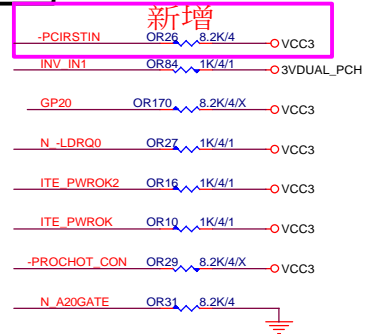 新增
-PCIRSTIN OR26 8.2K/4 VCC3
INV_IN1 OR84 1K/4/1 3VDUAL_PCH
GP20 OR170 8.2K/4/X VCC3
N_-LDRQ0 OR27 1K/4/1 VCC3
ITE_PWROK2 OR16 1K/4/1 VCC3
ITE_PWROK OR10 1K/4/1 VCC3
-PROCHOT_CON OR29 8.2K/4/X VCC3
N_A20GATE OR31 8.2K/4